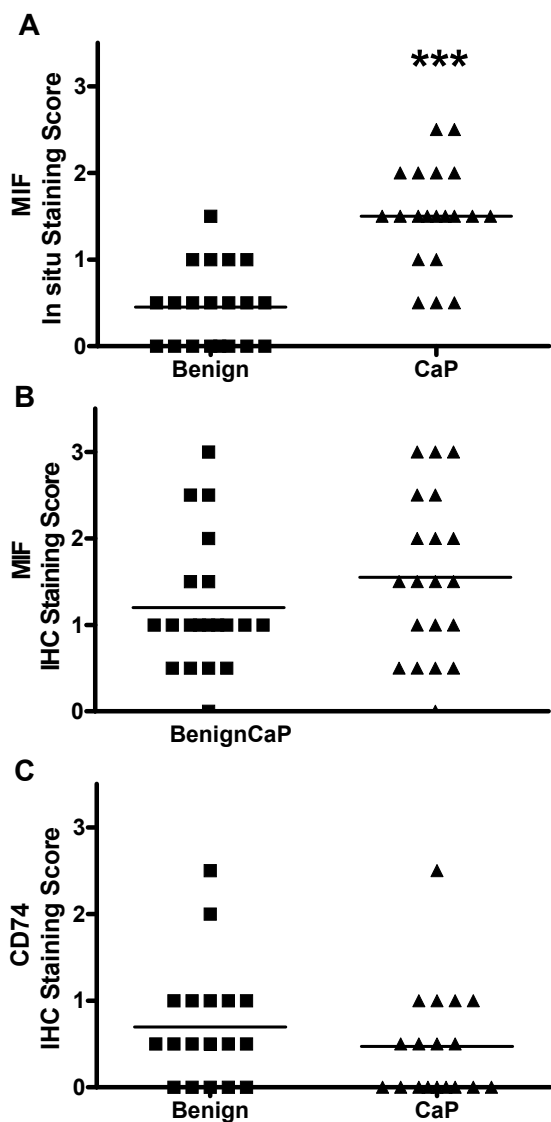 A
MIF
In situ Staining Score
3
2
1
0
***
Benign
CaP
B
MIF
IHC Staining Score
3
2
1
0
BenignCaP
C
CD74
IHC Staining Score
3
2
1
0
Benign
CaP